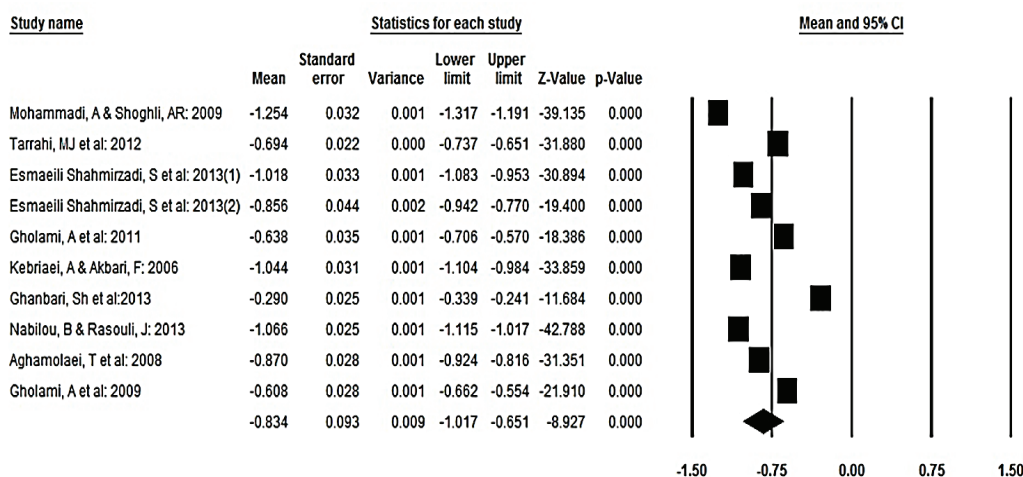 Study name Statistics for each study Mean and 95% CI
Standard Lower Upper
Mean error Variance limit limit Z-Value p-Value
Mohammadi, A & Shoghli, AR: 2009 -1.254 0.032 0.001 -1.317 -1.191 -39.135 0.000
Tarrahi, MJ et al: 2012 -0.694 0.022 0.000 -0.737 -0.651 -31.880 0.000
Esmaeili Shahmirzadi, S et al: 2013(1) -1.018 0.033 0.001 -1.083 -0.953 -30.894 0.000
Esmaeili Shahmirzadi, S et al: 2013(2) -0.856 0.044 0.002 -0.942 -0.770 -19.400 0.000
Gholami, A et al: 2011 -0.638 0.035 0.001 -0.706 -0.570 -18.386 0.000
Kebriaei, A & Akbari, F: 2006 -1.044 0.031 0.001 -1.104 -0.984 -33.859 0.000
Ghanbari, Sh et al:2013 -0.290 0.025 0.001 -0.339 -0.241 -11.684 0.000
Nabilou, B & Rasouli, J: 2013 -1.066 0.025 0.001 -1.115 -1.017 -42.788 0.000
Aghamolaei, T et al: 2008 -0.870 0.028 0.001 -0.924 -0.816 -31.351 0.000
Gholami, A et al: 2009 -0.608 0.028 0.001 -0.662 -0.554 -21.910 0.000
-0.834 0.093 0.009 -1.017 -0.651 -8.927 0.000
-1.50 -0.75 0.00 0.75 1.50